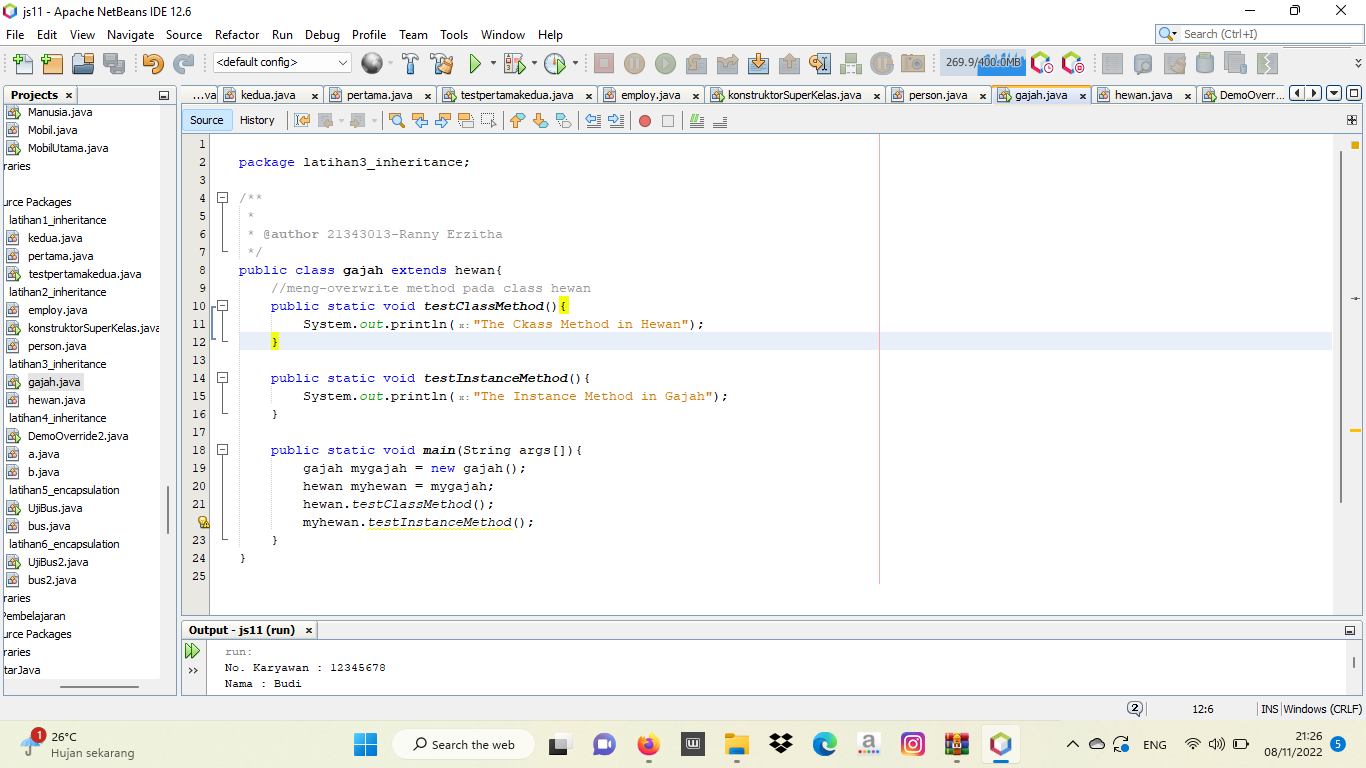 js11 - Apache NetBeans IDE 12.6
File Edit View Navigate Source Refactor Run Debug Profile Team Tools Window Help
Search (Ctrl+I)
<default config>
269.9/400.0MB
Projects
...va kedua.java pertama.java testpertamakedua.java employ.java konstruktorSuperKelas.java person.java gajah.java hewan.java DemoOverr...
Source History
Manusia.java
Mobil.java
MobilUtama.java
raries
urce Packages
latihan1_inheritance
kedua.java
pertama.java
testpertamakedua.java
latihan2_inheritance
employ.java
konstruktorSuperKelas.java
person.java
latihan3_inheritance
gajah.java
hewan.java
latihan4_inheritance
DemoOverride2.java
a.java
b.java
latihan5_encapsulation
UjiBus.java
bus.java
latihan6_encapsulation
UjiBus2.java
bus2.java
raries
Pembelajaran
urce Packages
raries
tarJava
1
2 package latihan3_inheritance;
3
4 /**
5 *
6 * @author 21343013-Ranny Erzitha
7 */
8 public class gajah extends hewan{
9 //meng-overwrite method pada class hewan
10 public static void testClassMethod(){
11 System.out.println(x:"The Ckass Method in Hewan");
12 }
13
14 public static void testInstanceMethod(){
15 System.out.println(x:"The Instance Method in Gajah");
16 }
17
18 public static void main(String args[]){
19 gajah mygajah = new gajah();
20 hewan myhewan = mygajah;
21 hewan.testClassMethod();
myhewan.testInstanceMethod();
23 }
24 }
25
Output - js11 (run)
run:
No. Karyawan : 12345678
Nama : Budi
2 12:6 INS Windows (CRLF)
1
26°C
Hujan sekarang
Search the web
ENG
21:26
08/11/2022
5